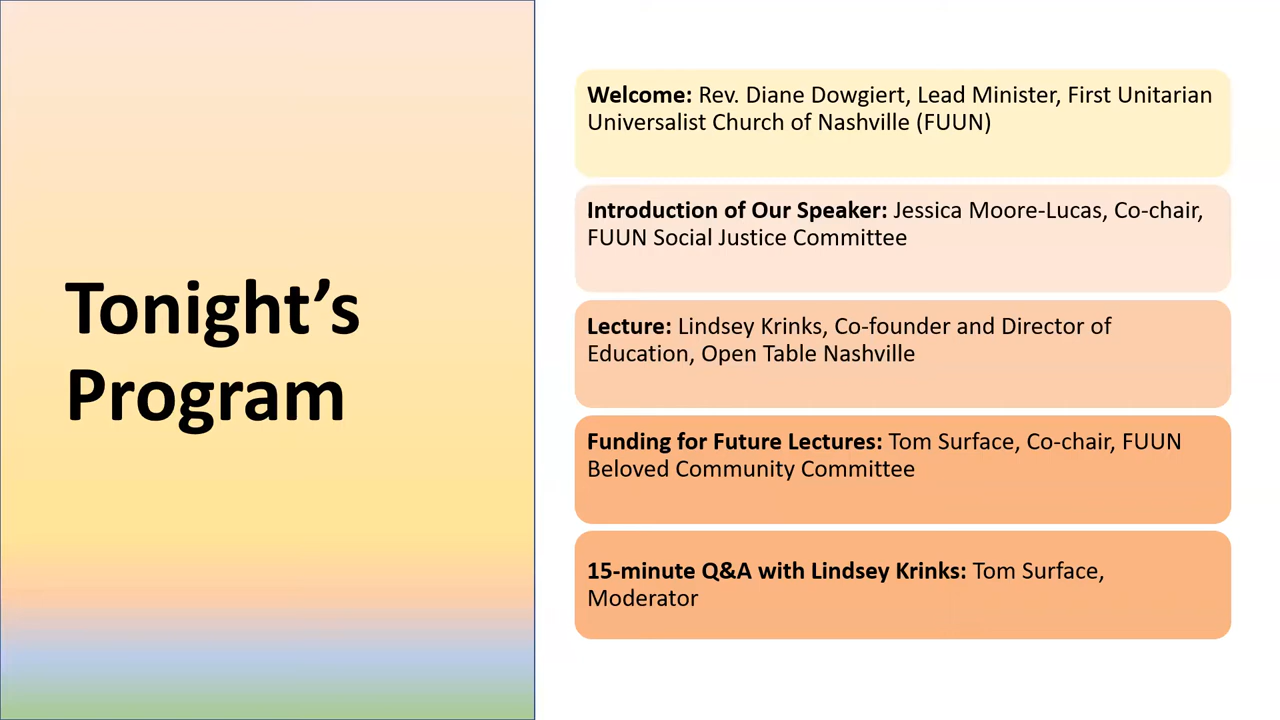 Tonight’s
Program
Welcome: Rev. Diane Dowgiert, Lead Minister, First Unitarian
Universalist Church of Nashville (FUUN)
Introduction of Our Speaker: Jessica Moore-Lucas, Co-chair,
FUUN Social Justice Committee
Lecture: Lindsey Krinks, Co-founder and Director of
Education, Open Table Nashville
Funding for Future Lectures: Tom Surface, Co-chair, FUUN
Beloved Community Committee
15-minute Q&A with Lindsey Krinks: Tom Surface,
Moderator